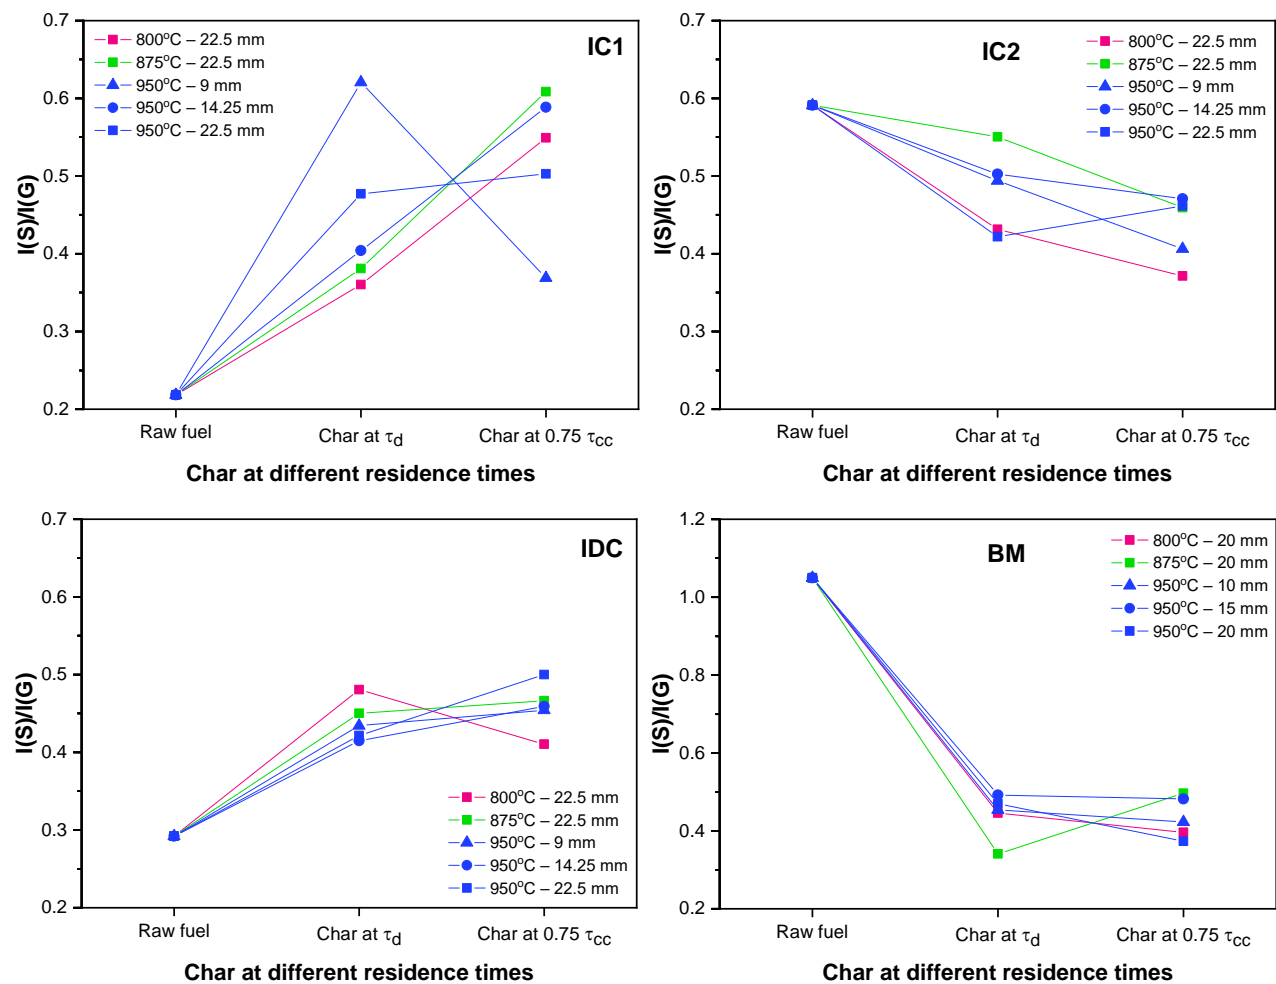 IC1
0.7
0.6
0.5
0.4
0.3
0.2
I(S)/I(G)
800°C – 22.5 mm
875°C – 22.5 mm
950°C – 9 mm
950°C – 14.25 mm
950°C – 22.5 mm
Raw fuel
Char at τd
Char at 0.75 τcc
Char at different residence times
IC2
0.7
0.6
0.5
0.4
0.3
0.2
I(S)/I(G)
800°C – 22.5 mm
875°C – 22.5 mm
950°C – 9 mm
950°C – 14.25 mm
950°C – 22.5 mm
Raw fuel
Char at τd
Char at 0.75 τcc
Char at different residence times
IDC
0.7
0.6
0.5
0.4
0.3
0.2
I(S)/I(G)
800°C – 22.5 mm
875°C – 22.5 mm
950°C – 9 mm
950°C – 14.25 mm
950°C – 22.5 mm
Raw fuel
Char at τd
Char at 0.75 τcc
Char at different residence times
BM
1.2
1.0
0.8
0.6
0.4
0.2
I(S)/I(G)
800°C – 20 mm
875°C – 20 mm
950°C – 10 mm
950°C – 15 mm
950°C – 20 mm
Raw fuel
Char at τd
Char at 0.75 τcc
Char at different residence times